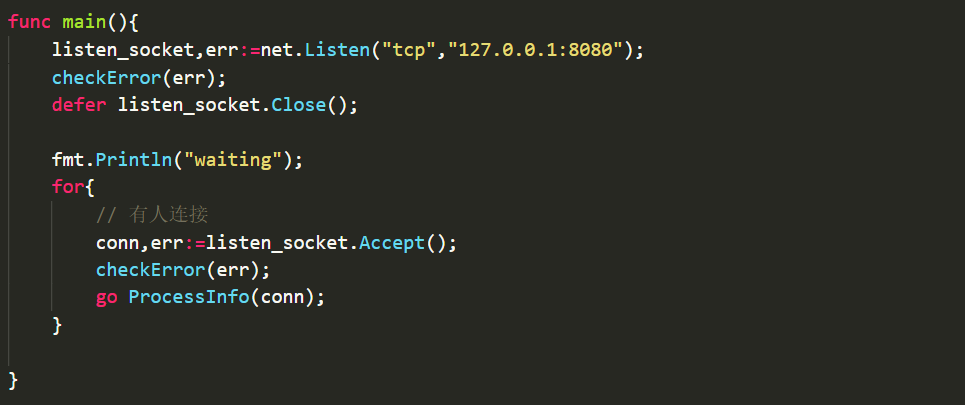 func main(){
    listen_socket,err:=net.Listen("tcp","127.0.0.1:8080");
    checkError(err);
    defer listen_socket.Close();
    fmt.Println("waiting");
    for{
        // 有人连接
        conn,err:=listen_socket.Accept();
        checkError(err);
        go ProcessInfo(conn);
    }
}